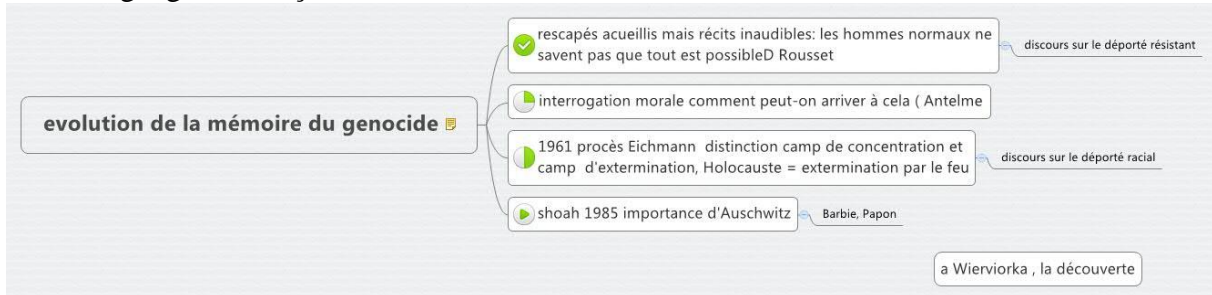 rescapés acueillis mais récits inaudibles: les hommes normaux ne
savent pas que tout est possibleD Rousset
discours sur le déporté résistant
interrogation morale comment peut-on arriver à cela ( Antelme
evolution de la mémoire du genocide
1961 procès Eichmann distinction camp de concentration et
camp d'extermination, Holocauste = extermination par le feu
discours sur le déporté racial
shoah 1985 importance d'Auschwitz
Barbie, Papon
a Wierviorka , la découverte